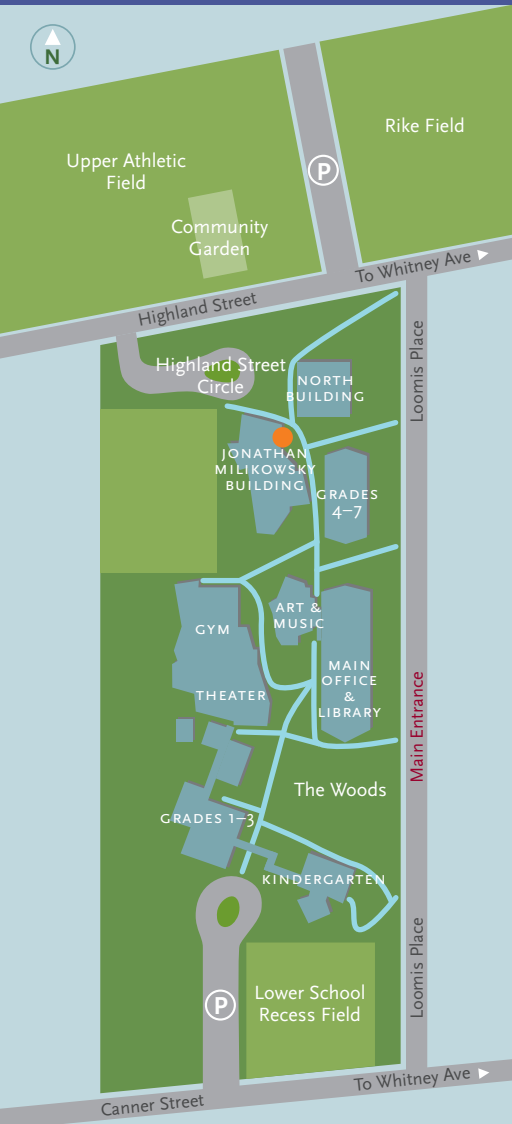 N
Rike Field
Upper Athletic
Field
P
Community
Garden
To Whitney Ave
Highland Street
Loomis Place
Highland Street
Circle
NORTH
BUILDING
JONATHAN
MILIKOWSKY
BUILDING
GRADES
4–7
ART &
MUSIC
GYM
MAIN
OFFICE
&
LIBRARY
THEATER
Main Entrance
The Woods
GRADES 1–3
KINDERGARTEN
Loomis Place
P
Lower School
Recess Field
To Whitney Ave
Canner Street